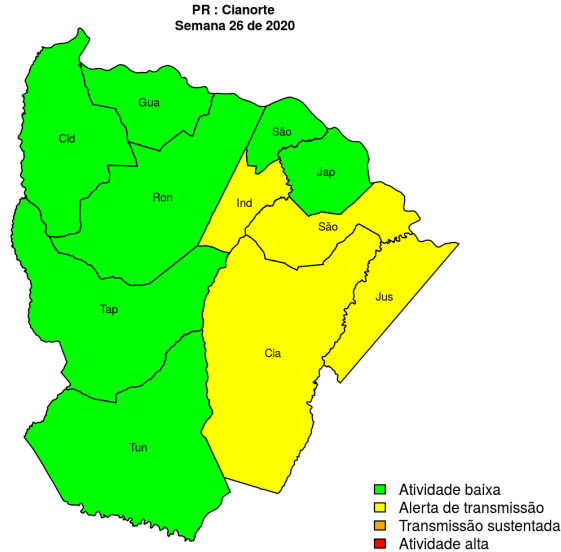 PR : Cianorte
Semana 26 de 2020
Gua
Cid
São
Jap
Ron
Ind
São
Jus
Tap
Cia
Tun
Atividade baixa
Alerta de transmissão
Transmissão sustentada
Atividade alta